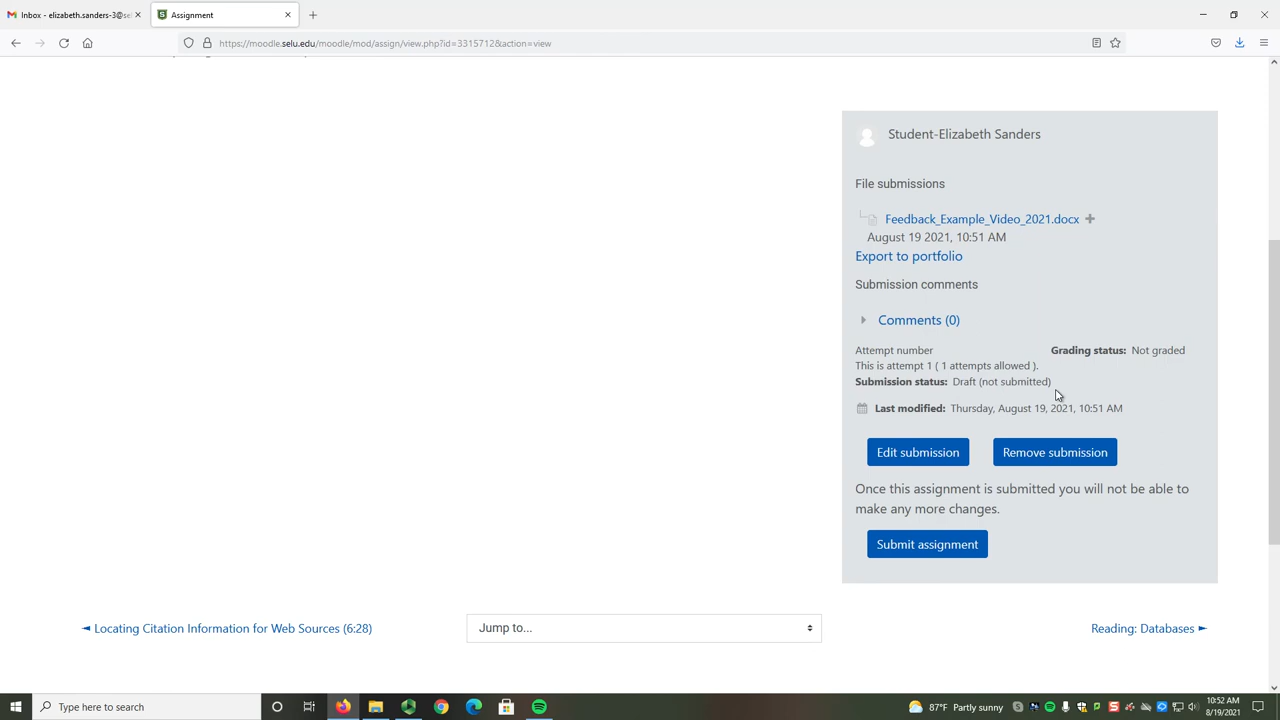 Inbox - elizabeth.sanders-3@sel
Assignment
https://moodle.selu.edu/moodle/mod/assign/view.php?id=3315712&action=view
Student-Elizabeth Sanders
File submissions
Feedback_Example_Video_2021.docx
August 19 2021, 10:51 AM
Export to portfolio
Submission comments
Comments (0)
Attempt number
Grading status: Not graded
This is attempt 1 ( 1 attempts allowed ).
Submission status: Draft (not submitted)
Last modified: Thursday, August 19, 2021, 10:51 AM
Edit submission
Remove submission
Once this assignment is submitted you will not be able to
make any more changes.
Submit assignment
◄ Locating Citation Information for Web Sources (6:28)
Jump to...
Reading: Databases ►
Type here to search
87°F Partly sunny
10:52 AM
8/19/2021